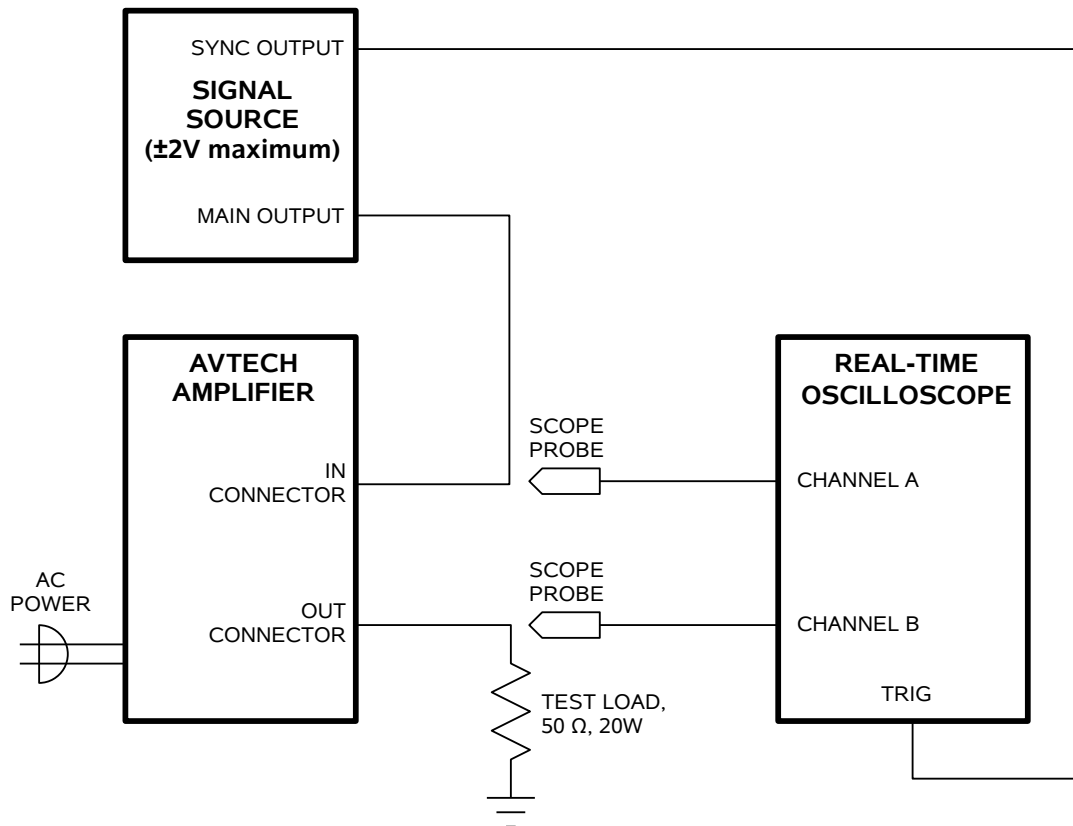 SYNC OUTPUT
SIGNAL
SOURCE
(±2V maximum)
MAIN OUTPUT
AVTECH
AMPLIFIER
IN
CONNECTOR
OUT
CONNECTOR
AC
POWER
SCOPE
PROBE
SCOPE
PROBE
TEST LOAD,
50 Ω, 20W
REAL-TIME
OSCILLOSCOPE
CHANNEL A
CHANNEL B
TRIG